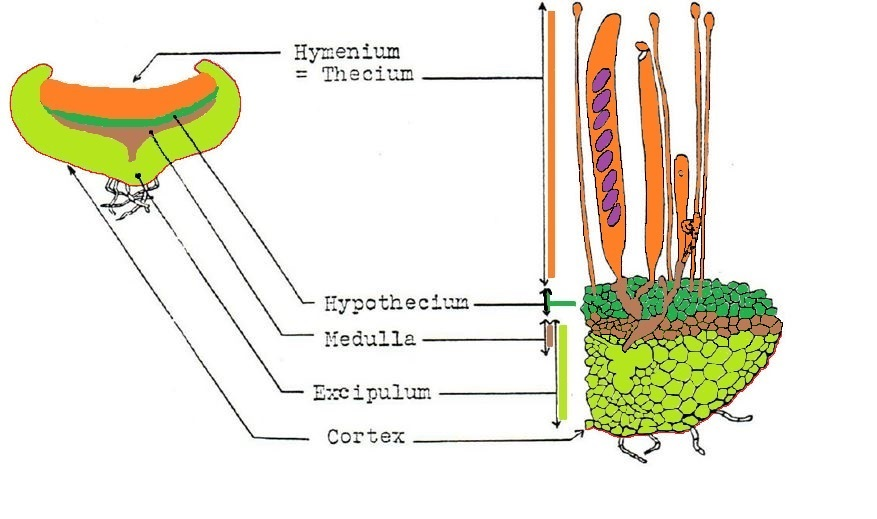 Hymenium
= Thecium
Hypothecium
Medulla
Excipulum
Cortex